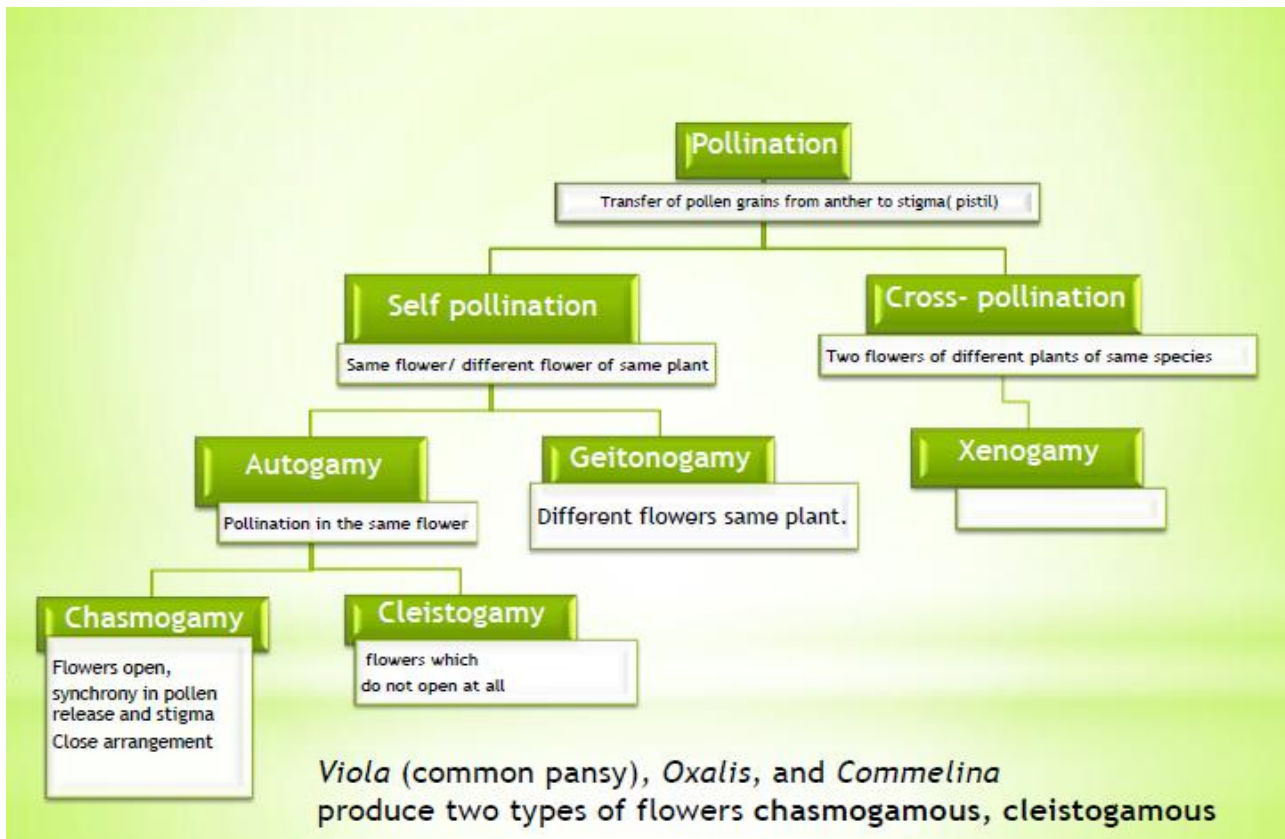 Pollination
Transfer of pollen grains from anther to stigma( pistil)
Self pollination
Same flower/ different flower of same plant
Cross- pollination
Two flowers of different plants of same species
Autogamy
Pollination in the same flower
Geitonogamy
Different flowers same plant.
Xenogamy
Chasmogamy
Flowers open,
synchrony in pollen
release and stigma
Close arrangement
Cleistogamy
flowers which
do not open at all
Viola (common pansy), Oxalis, and Commelina
produce two types of flowers chasmogamous, cleistogamous